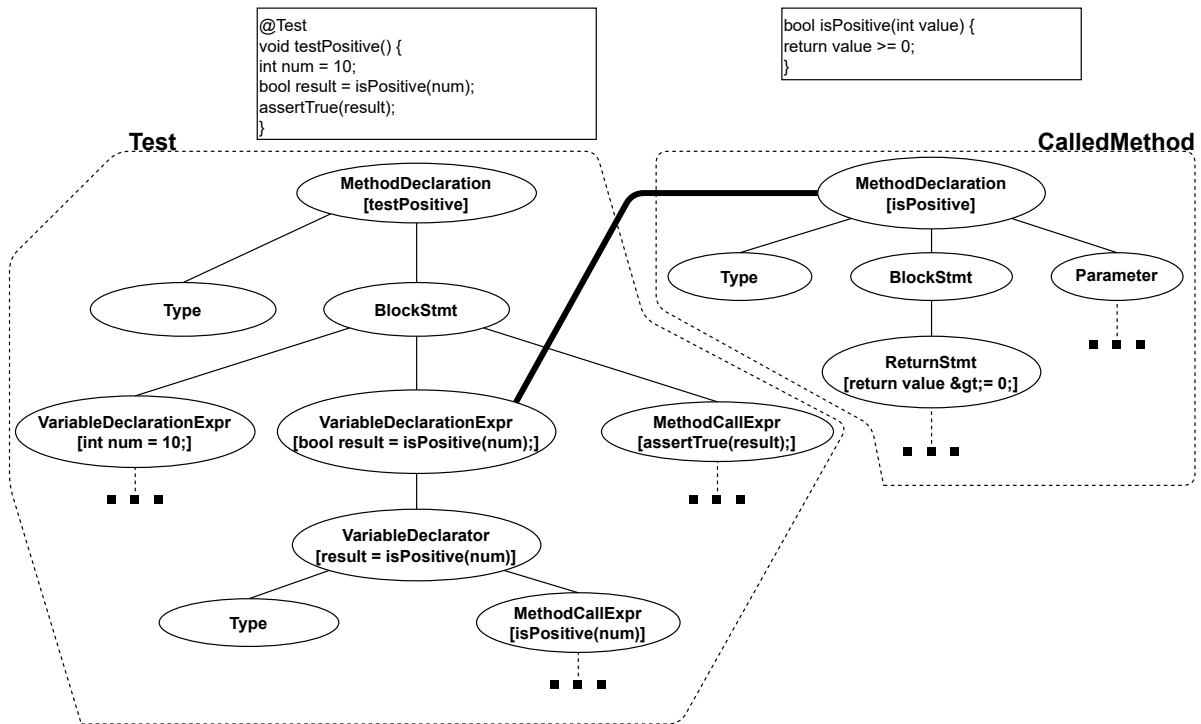 @Test
void testPositive() {
int num = 10;
bool result = isPositive(num);
assertTrue(result);
}
bool isPositive(int value) {
return value >= 0;
}
Test
CalledMethod
MethodDeclaration
[testPositive]
MethodDeclaration
[isPositive]
Type
BlockStmt
Type
BlockStmt
Parameter
ReturnStmt
[return value &gt;= 0;]
VariableDeclarationExpr
[int num = 10;]
VariableDeclarationExpr
[bool result = isPositive(num);]
MethodCallExpr
[assertTrue(result);]
VariableDeclarator
[result = isPositive(num)]
Type
MethodCallExpr
[isPositive(num)]